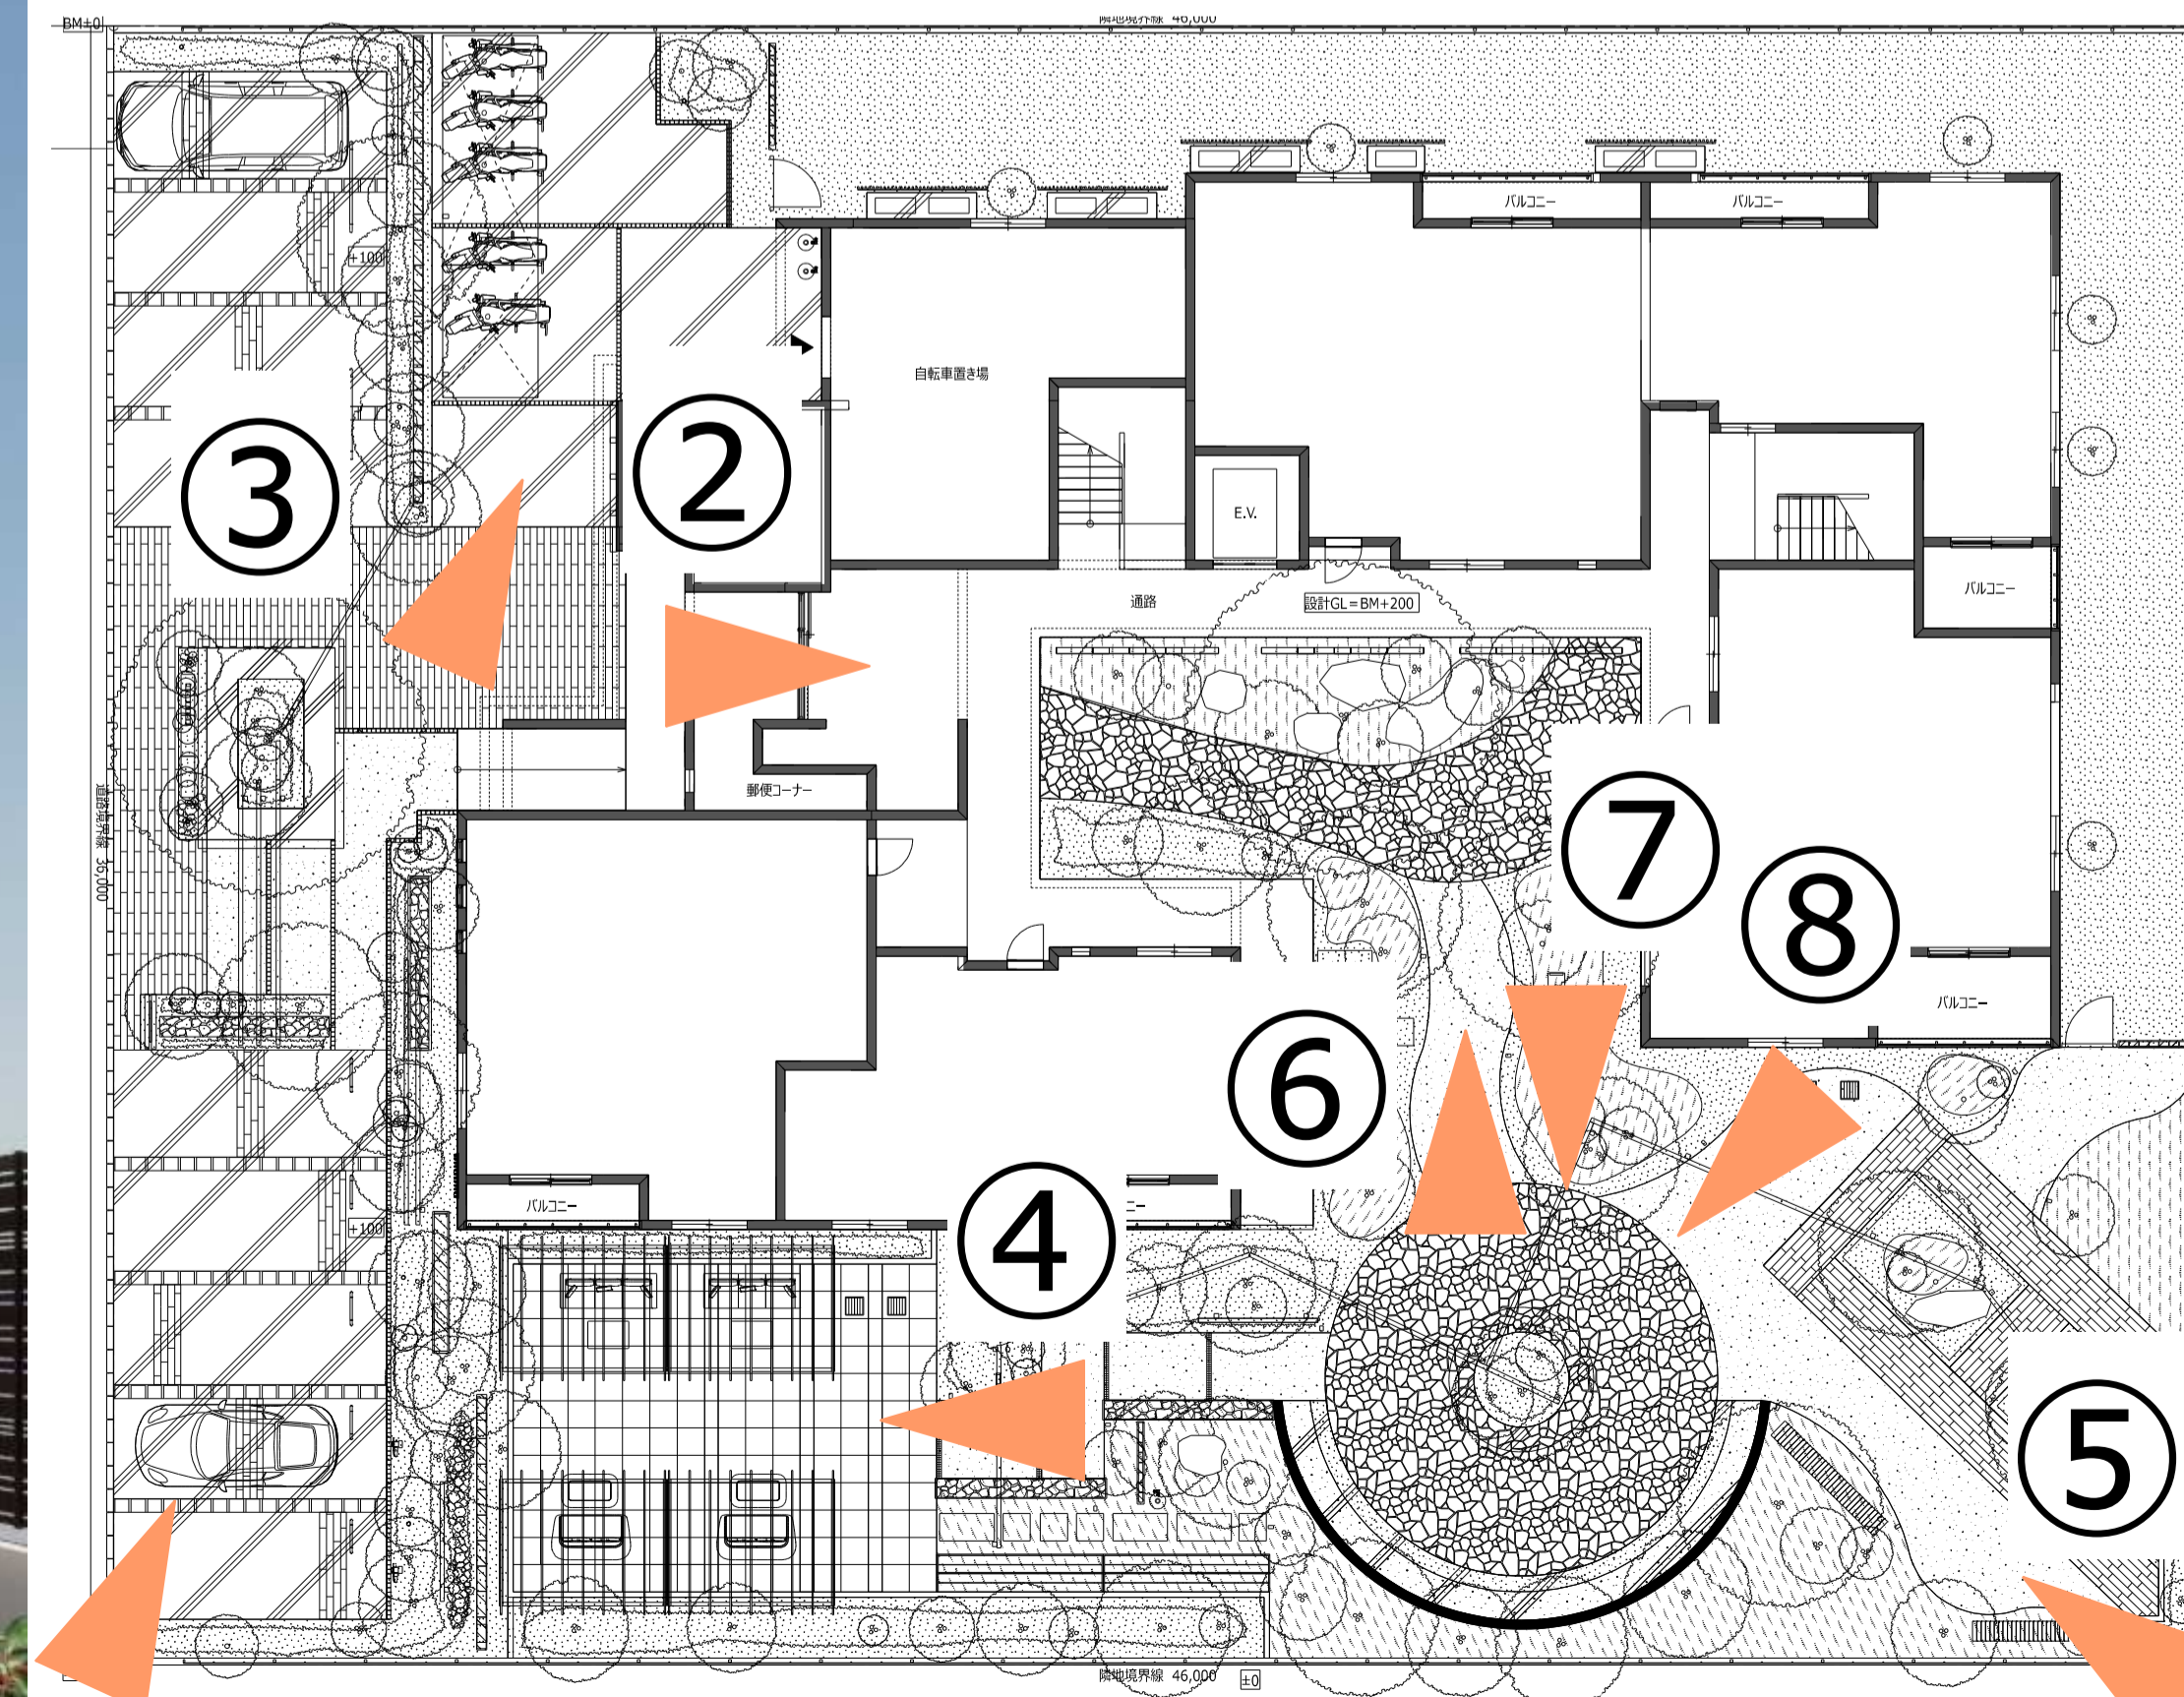 BM±0
隣地境界線 46,000
バルコニー
バルコニー
+100
自転車置き場
③
②
E.V.
バルコニー
通路
設計GL=BM+200
郵便コーナー
道路境界線 36,000
⑦
⑧
バルコニー
⑥
④
バルコニー
ニー
+100
⑤
隣地境界線 46,000
±0